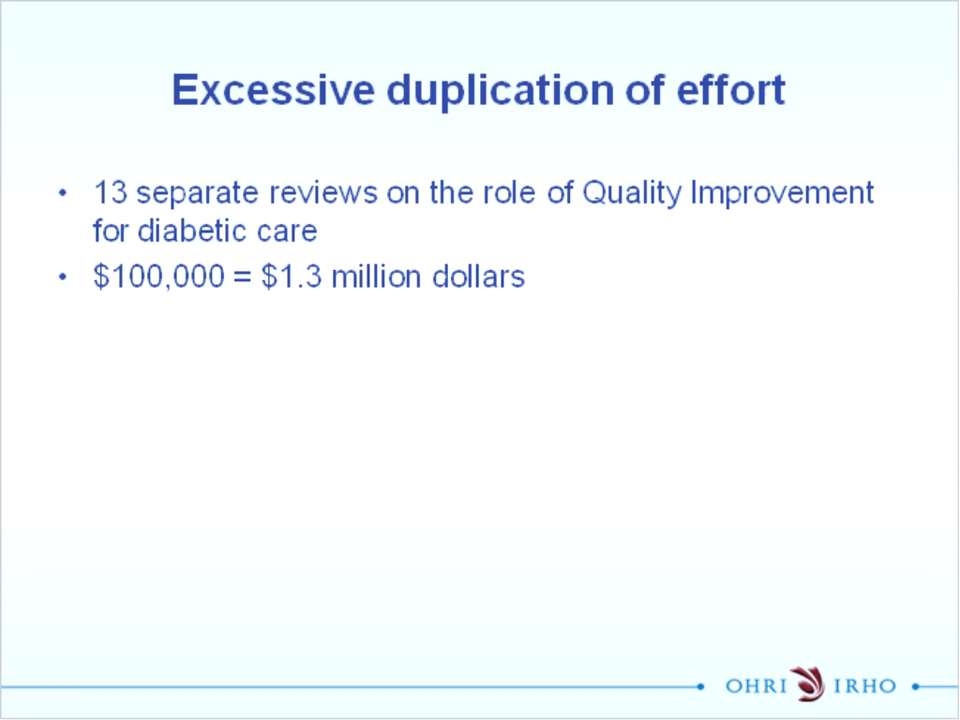 Excessive duplication of effort
• 13 separate reviews on the role of Quality Improvement
for diabetic care
• $100,000 = $1.3 million dollars
OHRI IRHO